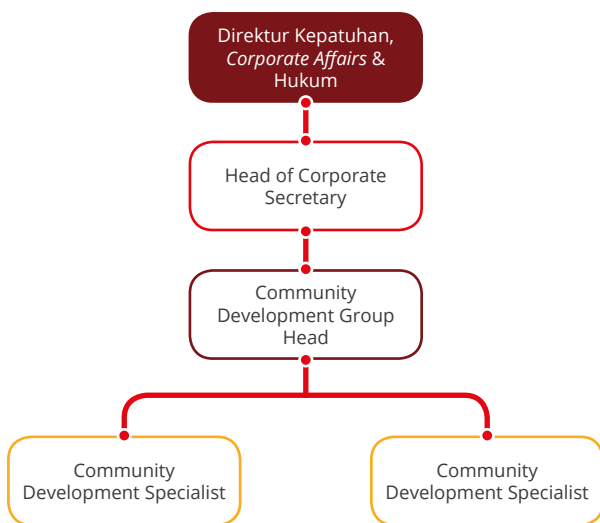 Direktur Kepatuhan,
Corporate Affairs &
Hukum
Head of Corporate
Secretary
Community
Development Group
Head
Community
Development Specialist
Community
Development Specialist